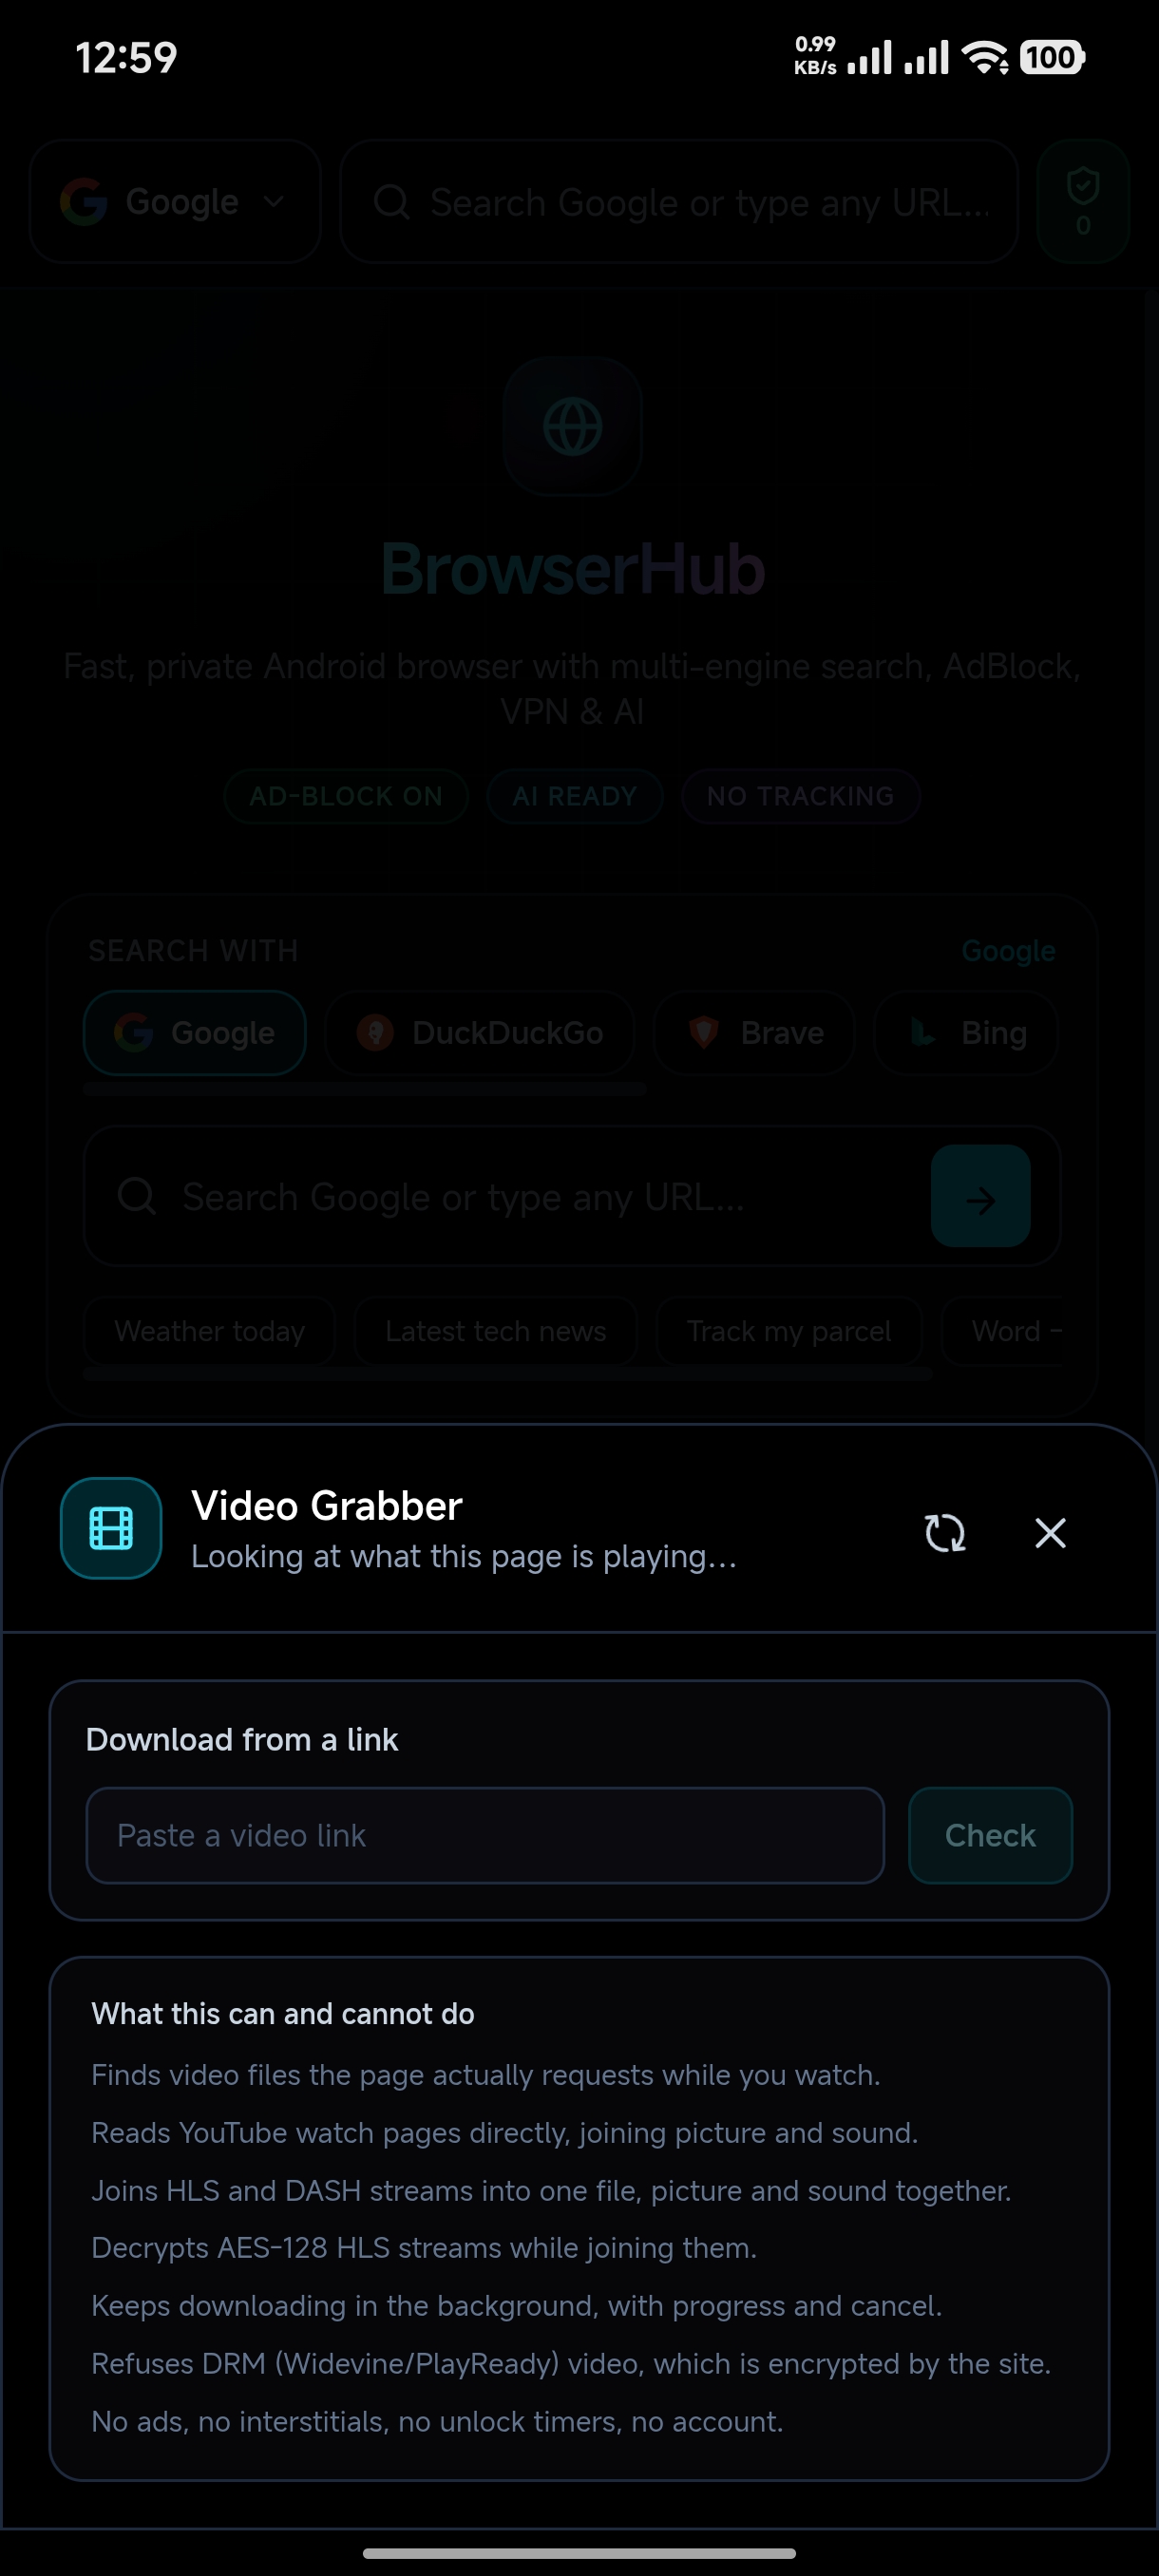 12:59
0.99
KB/s
100
Google
Search Google or type any URL...
0
BrowserHub
Fast, private Android browser with multi-engine search, AdBlock,
VPN & AI
AD-BLOCK ON
AI READY
NO TRACKING
SEARCH WITH
Google
Google
DuckDuckGo
Brave
Bing
Search Google or type any URL...
Weather today
Latest tech news
Track my parcel
Word -
Video Grabber
Looking at what this page is playing...
Download from a link
Paste a video link
Check
What this can and cannot do
Finds video files the page actually requests while you watch.
Reads YouTube watch pages directly, joining picture and sound.
Joins HLS and DASH streams into one file, picture and sound together.
Decrypts AES-128 HLS streams while joining them.
Keeps downloading in the background, with progress and cancel.
Refuses DRM (Widevine/PlayReady) video, which is encrypted by the site.
No ads, no interstitials, no unlock timers, no account.